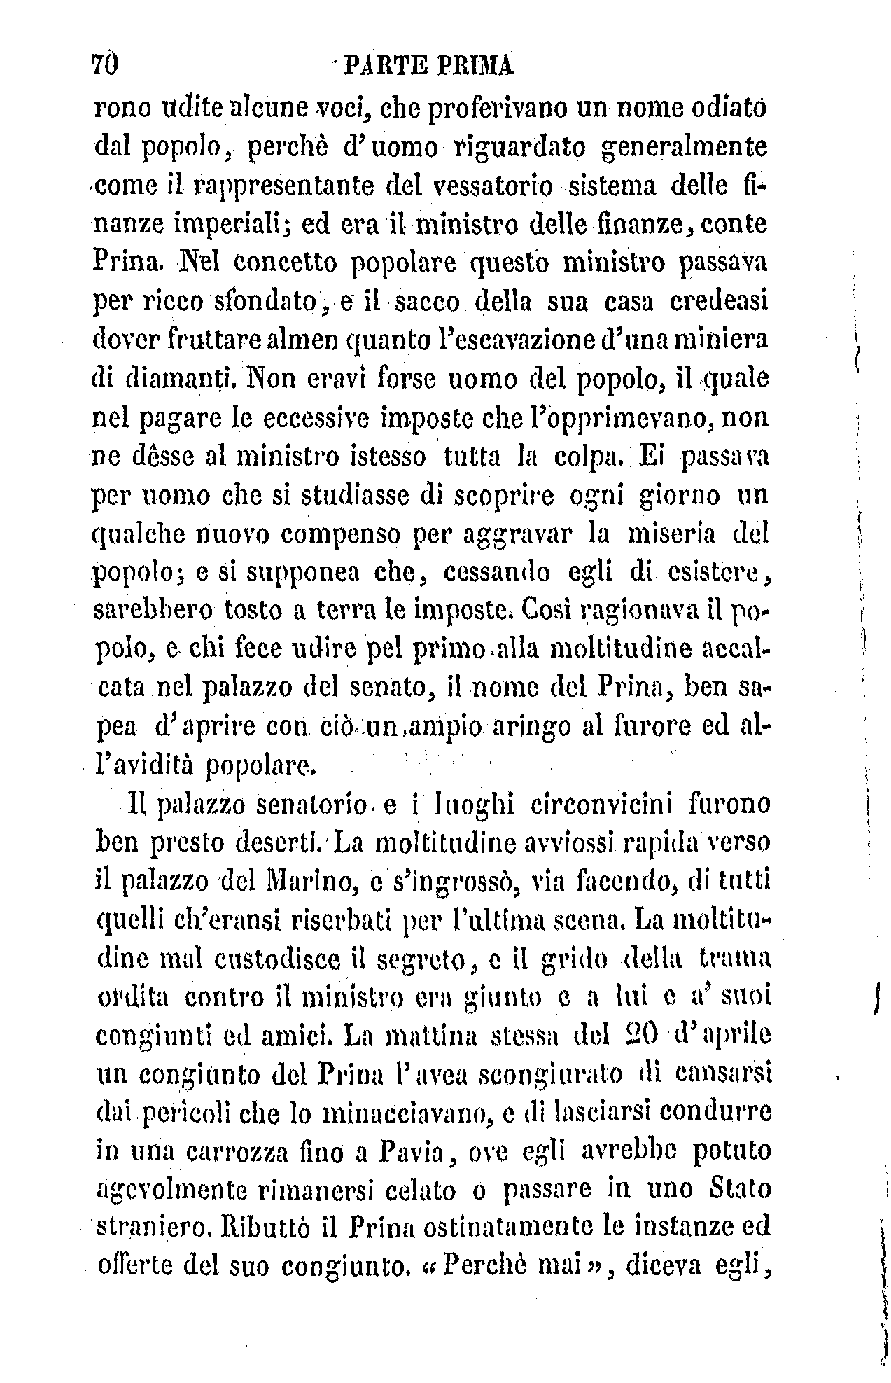 70 PARTE PRIMA
rono udite alcune voci, che proferivano un nome odiato
dal popolo, perchè d'uomo riguardato generalmente
come il rappresentante del vessatorio sistema delle fi-
nanze imperiali; ed era il ministro delle finanze, conte
Prina. Nel concetto popolare questo ministro passava
per ricco sfondato, e il sacco della sua casa credeasi
dover fruttare almen quanto l'escavazione d'una miniera
di diamanti. Non eravi forse uomo del popolo, il quale
nel pagare le eccessive imposte che l'opprimevano, non
ne dêsse al ministro istesso tutta la colpa. Ei passava
per uomo che si studiasse di scoprire ogni giorno un
qualche nuovo compenso per aggravar la miseria del
popolo; e si supponea che, cessando egli di esistere,
sarebbero tosto a terra le imposte. Così ragionava il po-
polo, e chi fece udire pel primo alla moltitudine accal-
cata nel palazzo del senato, il nome del Prina, ben sa-
pea d'aprire con ciò un ampio aringo al furore ed al-
l'avidità popolare.
Il palazzo senatorio e i luoghi circonvicini furono
ben presto deserti. La moltitudine avviossi rapida verso
il palazzo del Marino, e s'ingrossò, via facendo, di tutti
quelli ch'eransi riserbati per l'ultima scena. La moltitu-
dine mal custodisce il segreto, e il grido della trama
ordita contro il ministro era giunto e a lui e a' suoi
congiunti ed amici. La mattina stessa del 20 d'aprile
un congiunto del Prina l'avea scongiurato di cansarsi
dai pericoli che lo minacciavano, e di lasciarsi condurre
in una carrozza fino a Pavia, ove egli avrebbe potuto
agevolmente rimanersi celato o passare in uno Stato
straniero. Ributtò il Prina ostinatamente le instanze ed
offerte del suo congiunto. « Perchè mai », diceva egli,